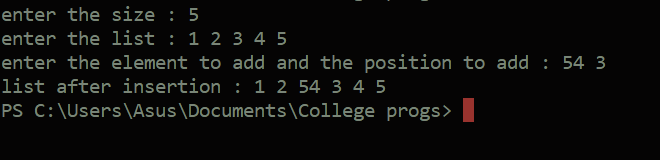 enter the size : 5
enter the list : 1 2 3 4 5
enter the element to add and the position to add : 54 3
list after insertion : 1 2 54 3 4 5
PS C:\Users\Asus\Documents\College progs>